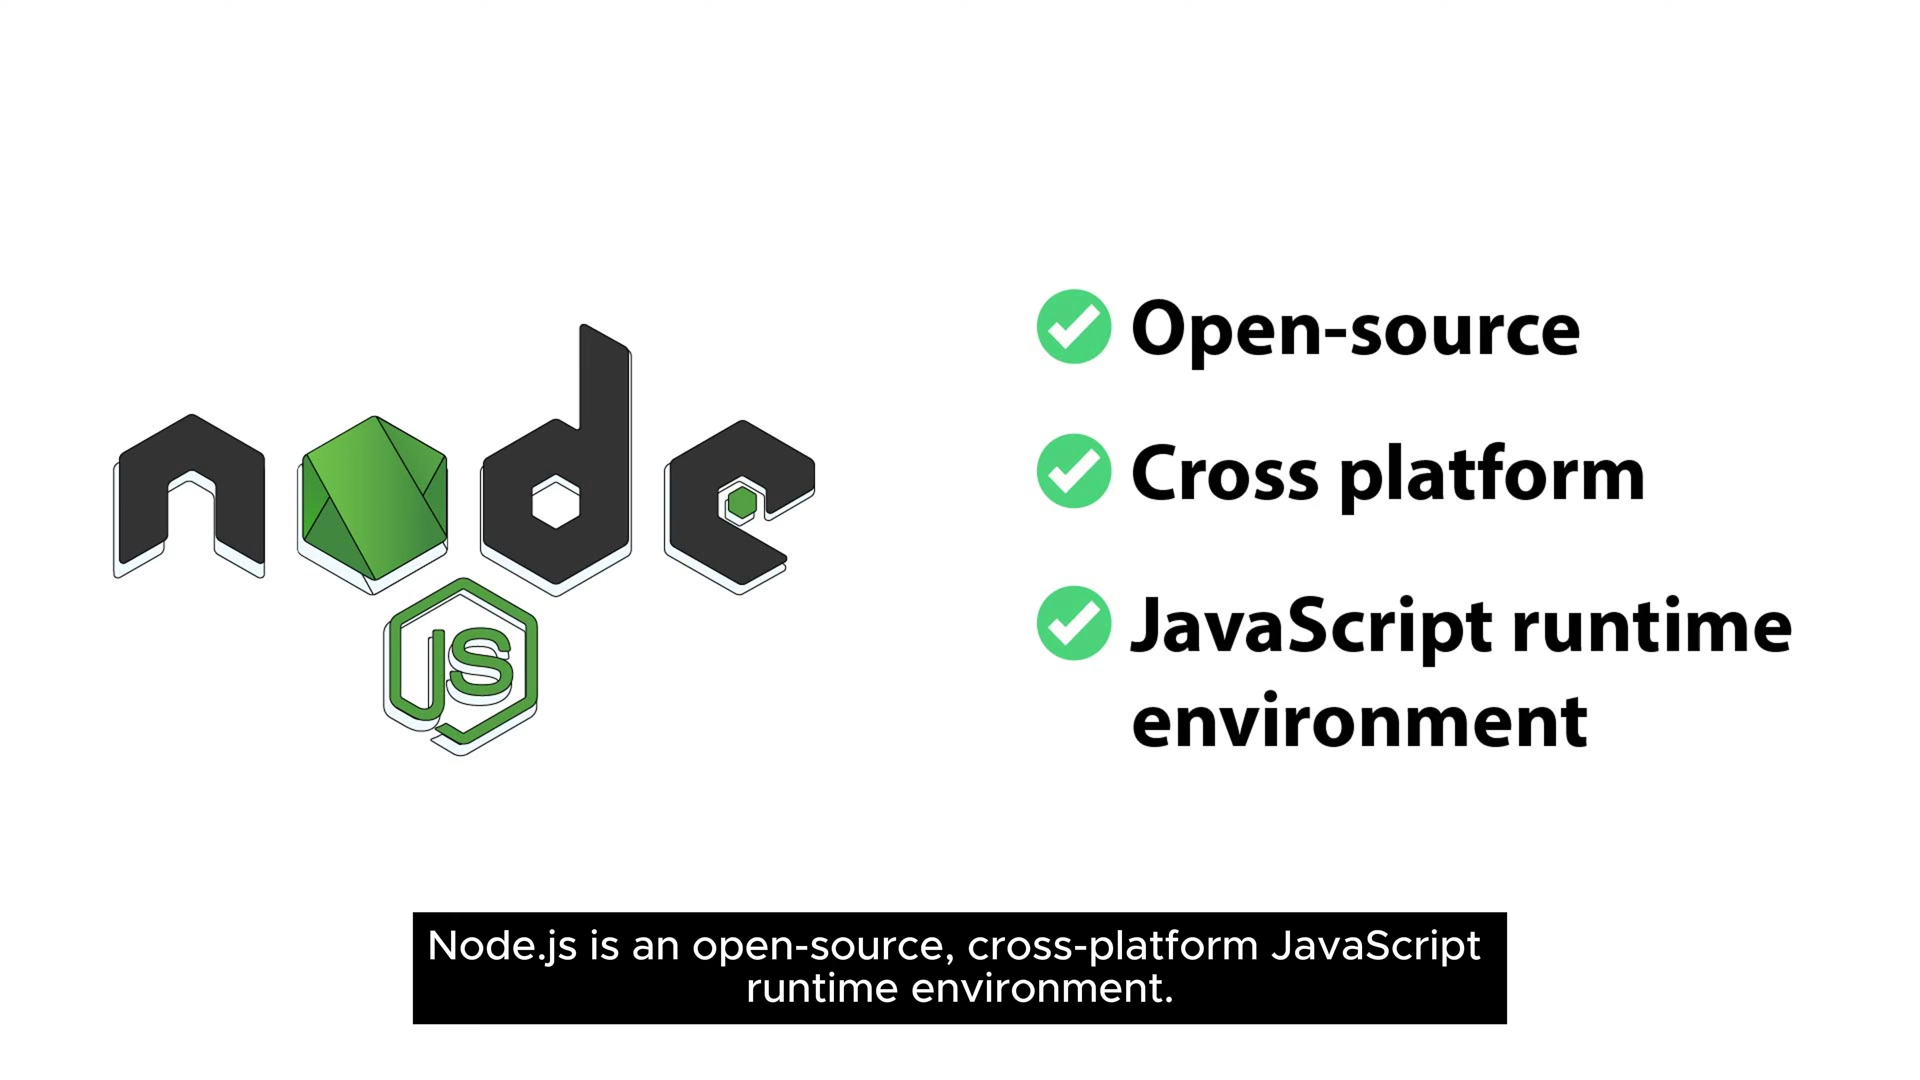 node
JS
Open-source
Cross platform
JavaScript runtime
environment
Node.js is an open-source, cross-platform JavaScript
runtime environment.